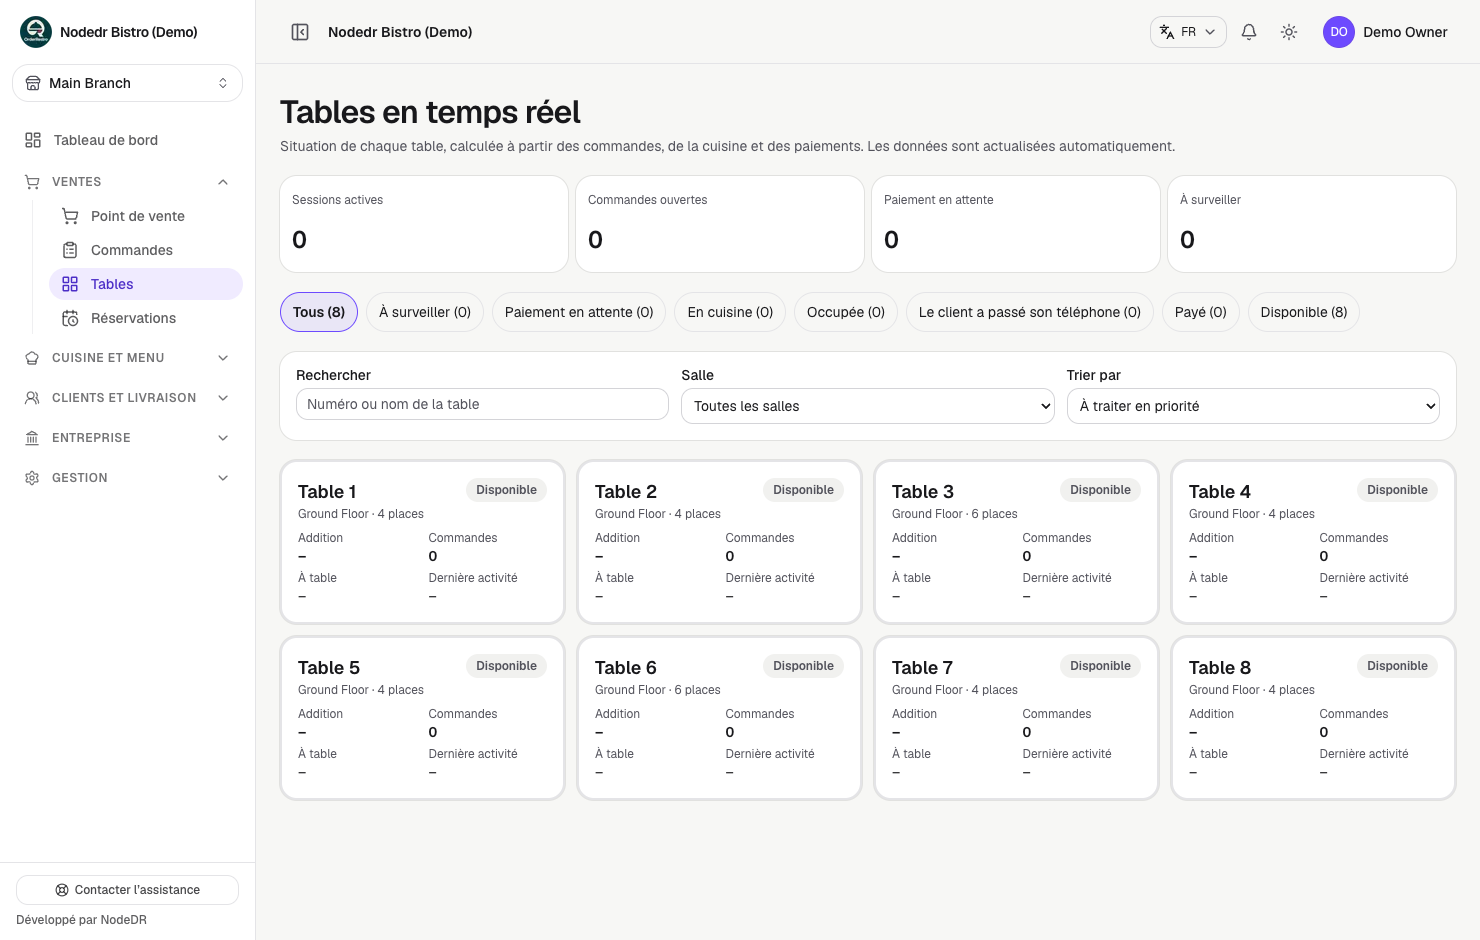 Nodedr Bistro (Demo)
Main Branch
Tableau de bord
VENTES
Point de vente
Commandes
Tables
Réservations
CUISINE ET MENU
CLIENTS ET LIVRAISON
ENTREPRISE
GESTION
Contacter l'assistance
Développé par NodeDR
Nodedr Bistro (Demo)
FR
DO
Demo Owner
Tables en temps réel
Situation de chaque table, calculée à partir des commandes, de la cuisine et des paiements. Les données sont actualisées automatiquement.
Sessions actives
0
Commandes ouvertes
0
Paiement en attente
0
À surveiller
0
Tous (8) À surveiller (0) Paiement en attente (0) En cuisine (0) Occupée (0) Le client a passé son téléphone (0) Payé (0) Disponible (8)
Rechercher
Numéro ou nom de la table
Salle
Toutes les salles
Trier par
À traiter en priorité
Table 1 Disponible
Ground Floor · 4 places
Addition Commandes
– 0
À table Dernière activité
– –
Table 2 Disponible
Ground Floor · 4 places
Addition Commandes
– 0
À table Dernière activité
– –
Table 3 Disponible
Ground Floor · 6 places
Addition Commandes
– 0
À table Dernière activité
– –
Table 4 Disponible
Ground Floor · 4 places
Addition Commandes
– 0
À table Dernière activité
– –
Table 5 Disponible
Ground Floor · 4 places
Addition Commandes
– 0
À table Dernière activité
– –
Table 6 Disponible
Ground Floor · 6 places
Addition Commandes
– 0
À table Dernière activité
– –
Table 7 Disponible
Ground Floor · 4 places
Addition Commandes
– 0
À table Dernière activité
– –
Table 8 Disponible
Ground Floor · 4 places
Addition Commandes
– 0
À table Dernière activité
– –